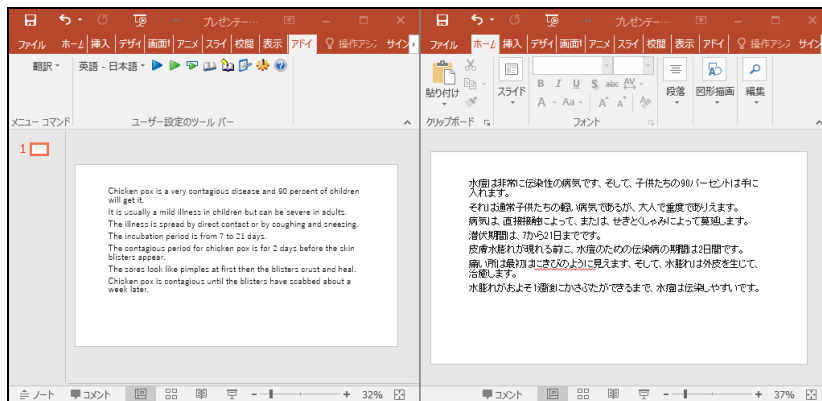 プレゼンテー…
ファイル ホーム 挿入 デザイ 画面 アニメ スライ 校閲 表示 アドイ 操作アシ サイン
翻訳 英語 - 日本語
メニュー コマンド ユーザー設定のツール バー
1
Chicken pox is a very contagious disease and 90 percent of children
will get it.
It is usually a mild illness in children but can be severe in adults.
The illness is spread by direct contact or by coughing and sneezing.
The incubation period is from 7 to 21 days.
The contagious period for chicken pox is for 2 days before the skin
blisters appear.
The sores look like pimples at first then the blisters crust and heal.
Chicken pox is contagious until the blisters have scabbed about a
week later.
ノート コメント 32%
プレゼンテー…
ファイル ホーム 挿入 デザイ 画面 アニメ スライ 校閲 表示 アドイ 操作アシ サイン
貼り付け スライド B I U S abc AV A Aa A A 段落 図形描画 編集
クリップボード フォント
水痘は非常に伝染性の病気です、そして、子供たちの90パーセントは手に
入れます。
それは通常子供たちの軽い病気であるが、大人で重度でありえます。
病気は、直接接触によって、または、せきとくしゃみによって蔓延します。
潜伏期間は、7から21日までです。
皮膚水膨れが現れる前に、水痘のための伝染病の期間は2日間です。
痛い所は最初はにきびのように見えます、そして、水膨れは外皮を生じて、
治癒します。
水膨れがおよそ1週後にかさぶたができるまで、水痘は伝染しやすいです。
コメント 37%